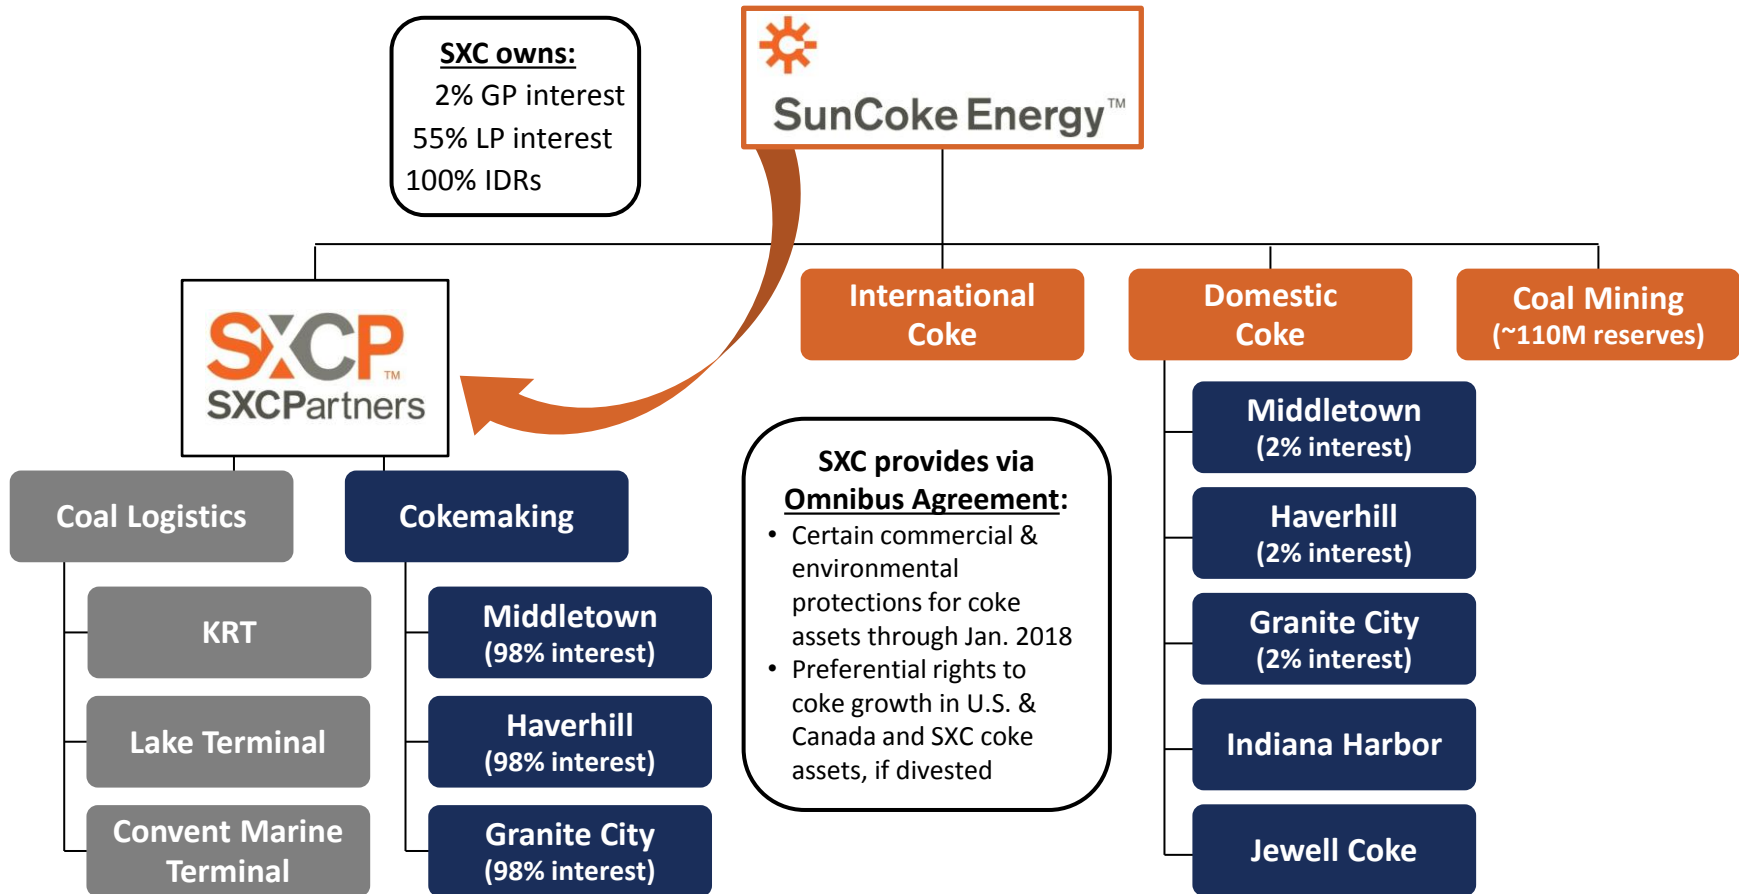 SXC owns:
2% GP interest
55% LP interest
100% IDRs
SunCoke Energy™
SXCP™
SXCPartners
International
Coke
Domestic
Coke
Coal Mining
(~110M reserves)
Coal Logistics
KRT
Lake Terminal
Convent Marine
Terminal
Cokemaking
Middletown
(98% interest)
Haverhill
(98% interest)
Granite City
(98% interest)
SXC provides via
Omnibus Agreement:
• Certain commercial &
environmental
protections for coke
assets through Jan. 2018
• Preferential rights to
coke growth in U.S. &
Canada and SXC coke
assets, if divested
Middletown
(2% interest)
Haverhill
(2% interest)
Granite City
(2% interest)
Indiana Harbor
Jewell Coke